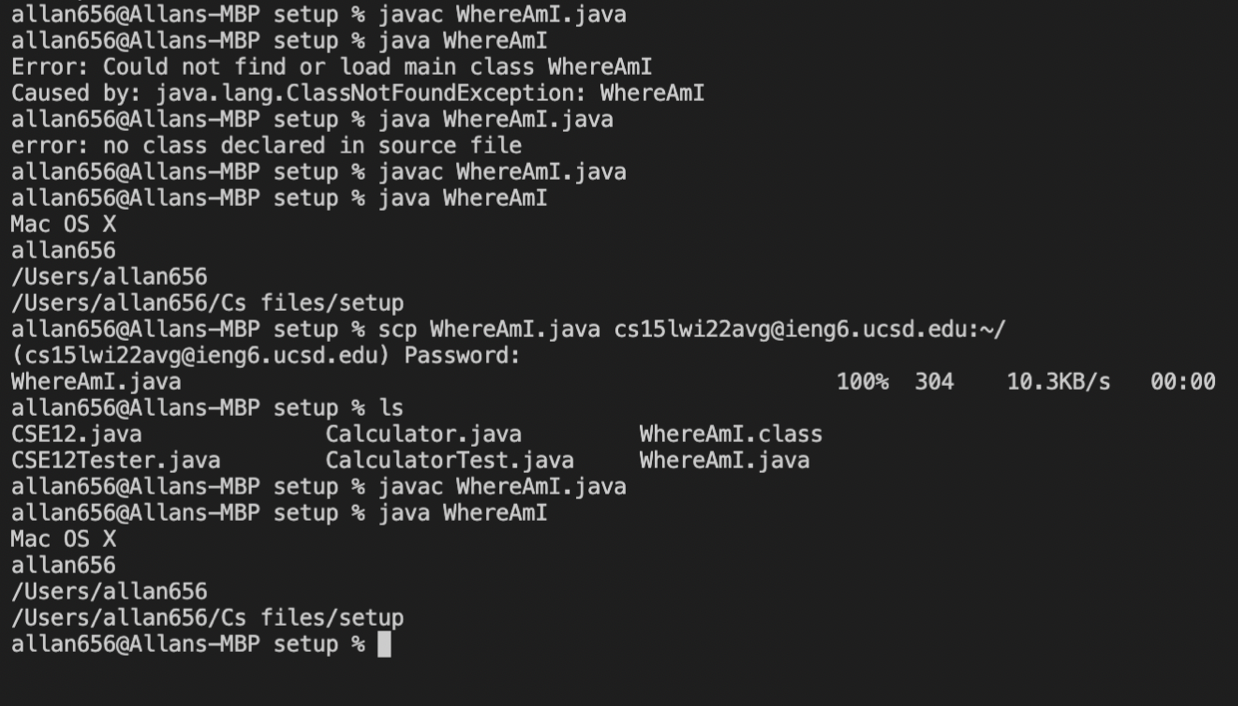 allan656@Allans-MBP setup % javac WhereAmI.java
allan656@Allans-MBP setup % java WhereAmI
Error: Could not find or load main class WhereAmI
Caused by: java.lang.ClassNotFoundException: WhereAmI
allan656@Allans-MBP setup % java WhereAmI.java
error: no class declared in source file
allan656@Allans-MBP setup % javac WhereAmI.java
allan656@Allans-MBP setup % java WhereAmI
Mac OS X
allan656
/Users/allan656
/Users/allan656/Cs files/setup
allan656@Allans-MBP setup % scp WhereAmI.java cs15lwi22avg@ieng6.ucsd.edu:~/
(cs15lwi22avg@ieng6.ucsd.edu) Password:
WhereAmI.java 100% 304 10.3KB/s 00:00
allan656@Allans-MBP setup % ls
CSE12.java Calculator.java WhereAmI.class
CSE12Tester.java CalculatorTest.java WhereAmI.java
allan656@Allans-MBP setup % javac WhereAmI.java
allan656@Allans-MBP setup % java WhereAmI
Mac OS X
allan656
/Users/allan656
/Users/allan656/Cs files/setup
allan656@Allans-MBP setup %